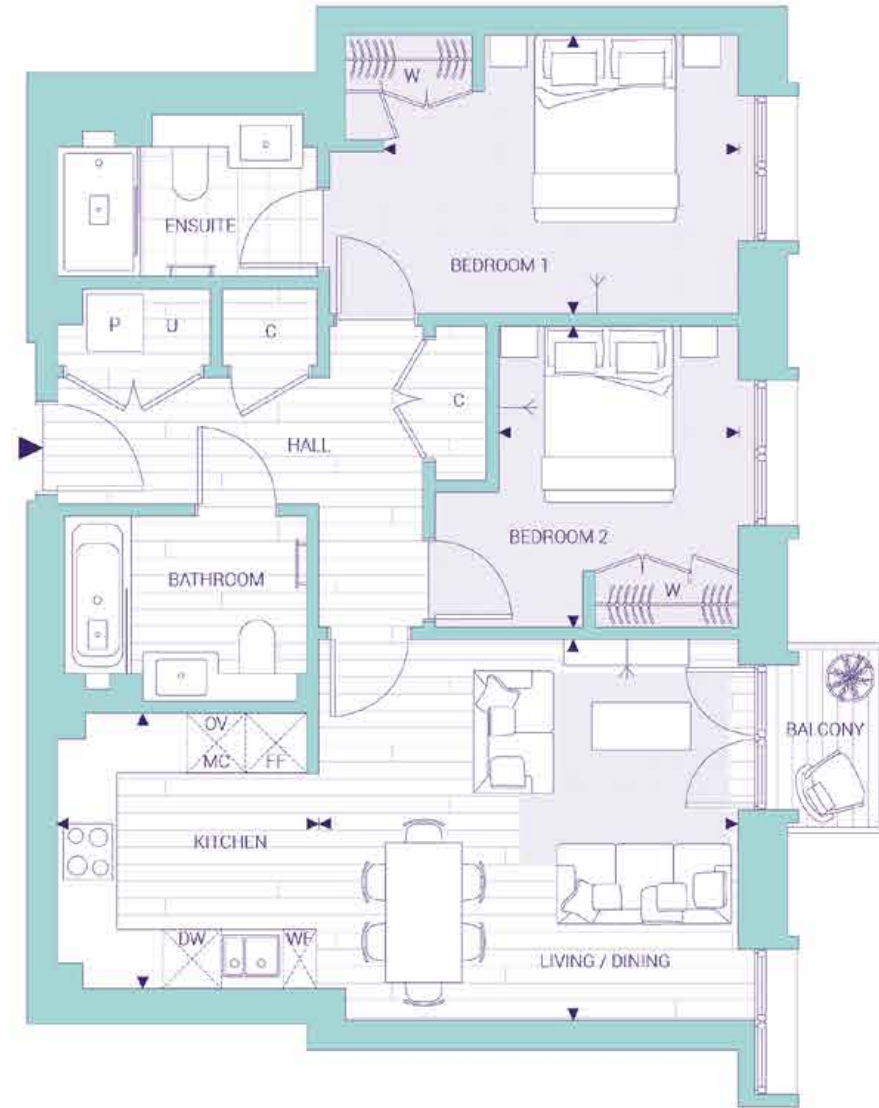 W
ENSUITE
BEDROOM 1
P
U
C
C
HALL
BEDROOM 2
BATHROOM
W
OV
MC
FF
BALCONY
KITCHEN
DW
WF
LIVING / DINING